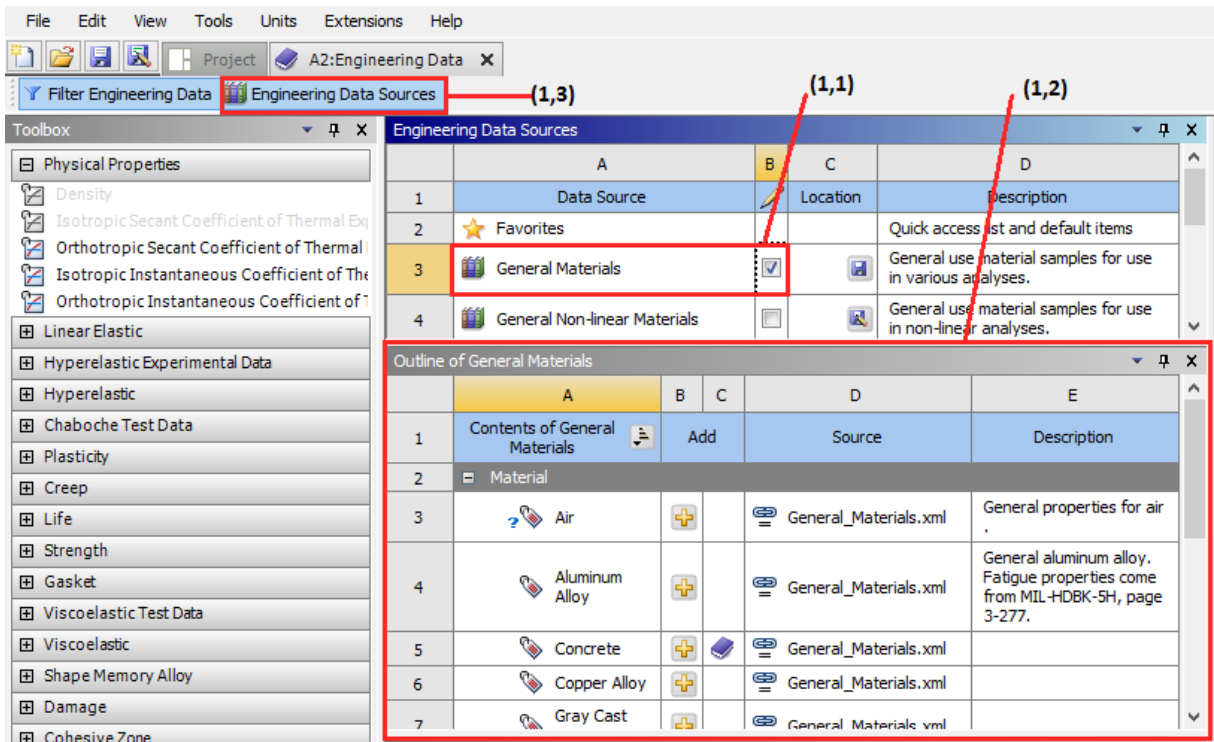 File Edit View Tools Units Extensions Help
Project A2:Engineering Data
Filter Engineering Data Engineering Data Sources
(1,3)
(1,1)
(1,2)
Toolbox
Physical Properties
Density
Isotropic Secant Coefficient of Thermal Exp
Orthotropic Secant Coefficient of Thermal
Isotropic Instantaneous Coefficient of The
Orthotropic Instantaneous Coefficient of T
Linear Elastic
Hyperelastic Experimental Data
Hyperelastic
Chaboche Test Data
Plasticity
Creep
Life
Strength
Gasket
Viscoelastic Test Data
Viscoelastic
Shape Memory Alloy
Damage
Cohesive Zone
Engineering Data Sources
A B C D
1 Data Source Location Description
2 Favorites Quick access list and default items
3 General Materials General use material samples for use
in various analyses.
4 General Non-linear Materials General use material samples for use
in non-linear analyses.
Outline of General Materials
A B C D E
1 Contents of General
Materials Add Source Description
2 Material
3 Air General_Materials.xml General properties for air
.
4 Aluminum
Alloy General_Materials.xml General aluminum alloy.
Fatigue properties come
from MIL-HDBK-5H, page
3-277.
5 Concrete General_Materials.xml
6 Copper Alloy General_Materials.xml
7 Gray Cast General_Materials.xml